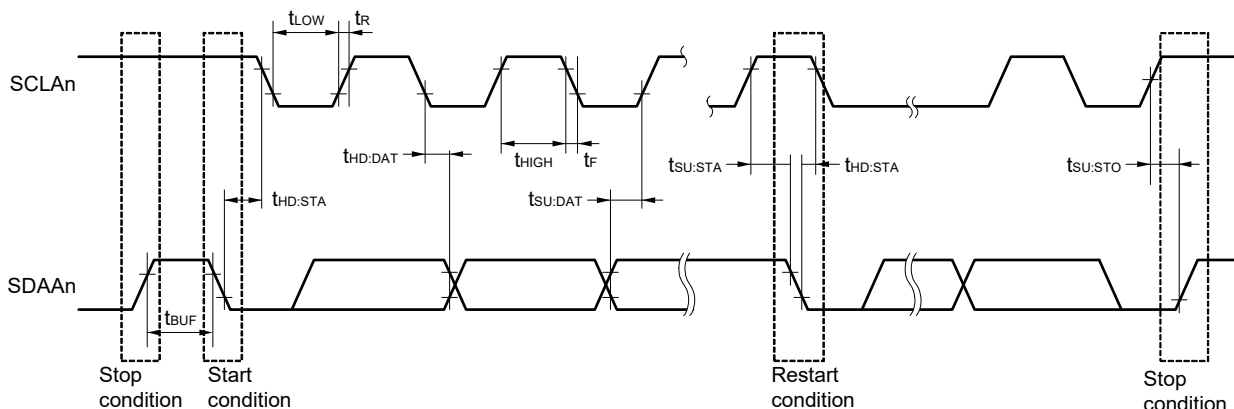 tLOW tR
SCLAn
tHD:DAT tHIGH tF tSU:STA tHD:STA tSU:STO
tHD:STA tSU:DAT
SDAAn
tBUF
Stop condition
Start condition
Restart condition
Stop condition